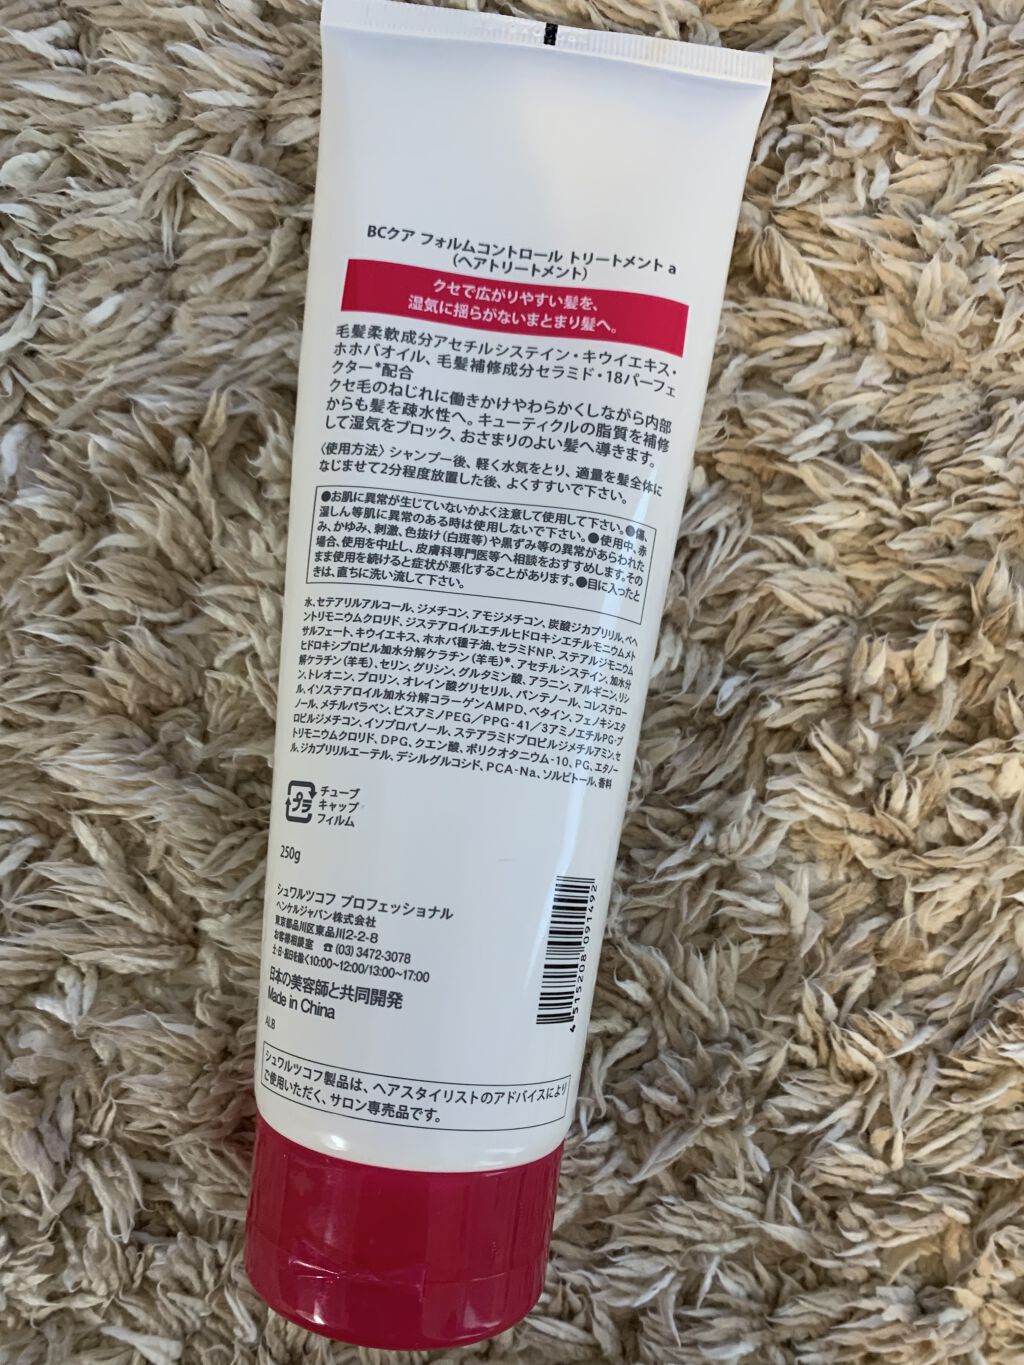 BCクア フォルムコントロール トリートメント a
(ヘアトリートメント)
クセで広がりやすい髪を、
湿気に揺らがないまとまり髪へ。
毛髪柔軟成分アセチルシステイン・キウイエキス・
ホホバオイル、毛髪補修成分セラミド・18パーフェ
クター*配合
クセ毛のねじれに働きかけやわらかくしながら内部
からも髪を疎水性へ。キューティクルの脂質を補修
して湿気をブロック、おさまりのよい髪へ導きます。
〈使用方法〉シャンプー後、軽く水気をとり、適量を髪全体に
なじませて2分程度放置した後、よくすすいで下さい。
●お肌に異常が生じていないかよく注意して使用して下さい。●傷、
湿しん等肌に異常のある時は使用しないで下さい。●使用中、赤
み、かゆみ、刺激、色抜け(白斑等)や黒ずみ等の異常があらわれた
場合、使用を中止し、皮膚科専門医等へ相談をおすすめします。その
まま使用を続けると症状が悪化することがあります。●目に入ったと
きは、直ちに洗い流して下さい。
水、セテアリルアルコール、ジメチコン、アモジメチコン、炭酸ジカプリリル、ベヘ
ントリモニウムクロリド、ジステアロイルエチルヒドロキシエチルモニウムメト
サルフェート、キウイエキス、ホホバ種子油、セラミドNP、ステアルジモニウム
ヒドロキシプロピル加水分解ケラチン(羊毛)*、アセチルシステイン、加水分
解ケラチン(羊毛)、セリン、グリシン、グルタミン酸、アラニン、アルギニン、リシ
ン、トレオニン、プロリン、オレイン酸グリセリル、パンテノール、コレステロー
ル、イソステアロイル加水分解コラーゲンAMPD、ベタイン、フェノキシエタ
ノール、メチルパラベン、ビスアミノPEG/PPG-41/3アミノエチルPG-プ
ロピルジメチコン、イソプロパノール、ステアラミドプロピルジメチルアミン、セ
トリモニウムクロリド、DPG、クエン酸、ポリクオタニウム-10、PG、エタノー
ル、ジカプリリルエーテル、デシルグルコシド、PCA-Na、ソルビトール、香料
プラ
チューブ
キャップ
フィルム
250g
シュワルツコフ プロフェッショナル
ヘンケルジャパン株式会社
東京都品川区東品川2-2-8
お客様相談室 ☎(03)3472-3078
土・日・祝日を除く10:00~12:00/13:00~17:00
日本の美容師と共同開発
Made in China
ALB
4 515208 091492
シュワルツコフ製品は、ヘアスタイリストのアドバイスにより
ご使用いただく、サロン専売品です。